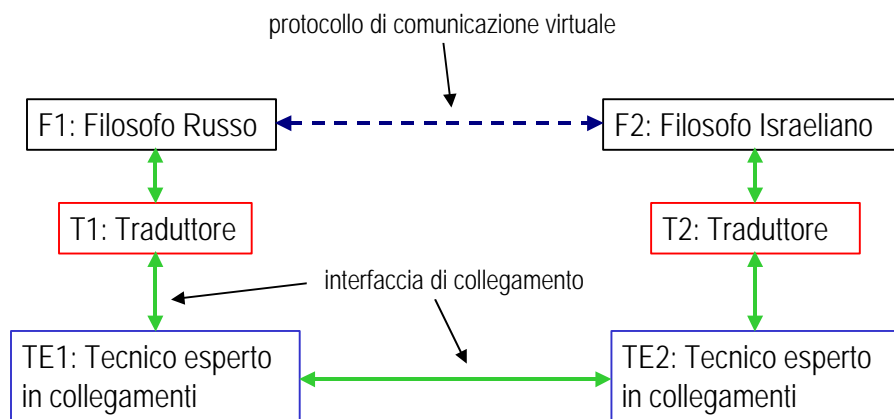 protocollo di comunicazione virtuale
F1: Filosofo Russo
F2: Filosofo Israeliano
T1: Traduttore
T2: Traduttore
interfaccia di collegamento
TE1: Tecnico esperto
in collegamenti
TE2: Tecnico esperto
in collegamenti